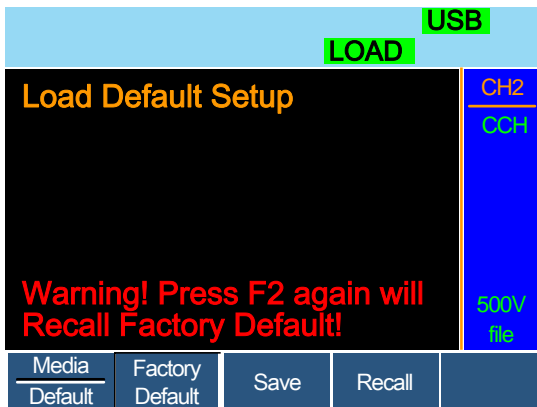 USB
LOAD
Load Default Setup
CH2
CCH
Warning! Press F2 again will
Recall Factory Default!
500V
file
Media
Default
Factory
Default
Save
Recall